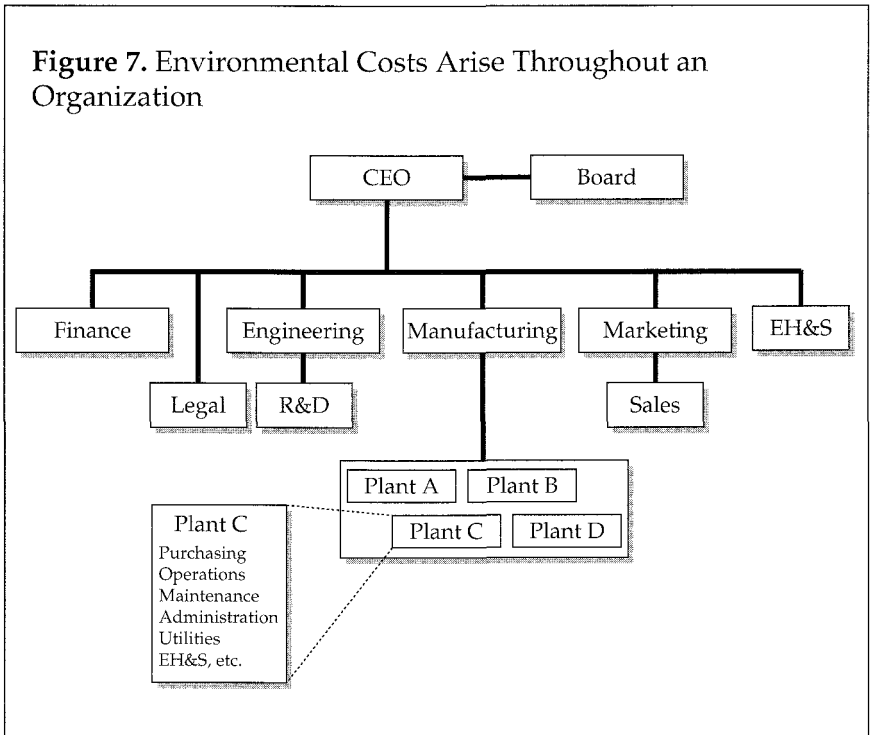 Figure 7. Environmental Costs Arise Throughout an
Organization
CEO
Board
Finance
Engineering
Manufacturing
Marketing
EH&S
Legal
R&D
Sales
Plant A
Plant B
Plant C
Plant D
Plant C
Purchasing
Operations
Maintenance
Administration
Utilities
EH&S, etc.